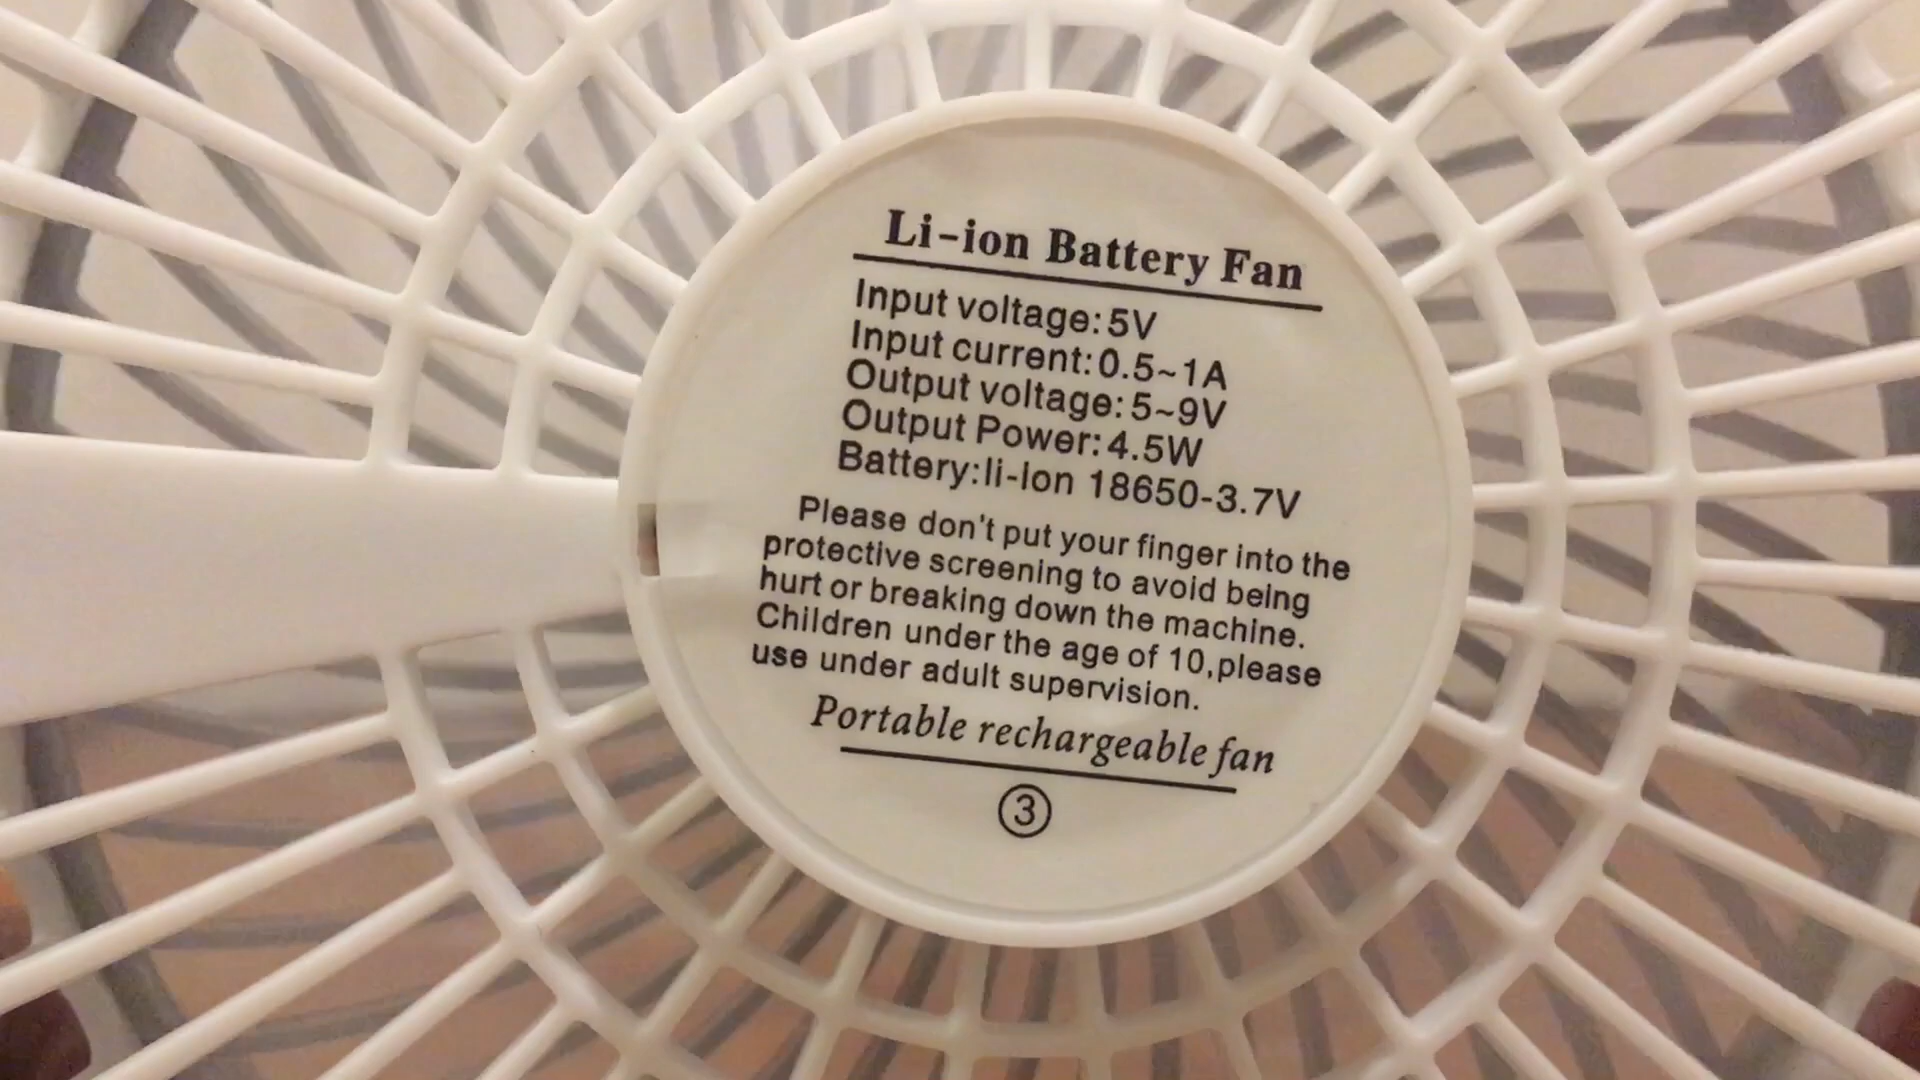 Li-ion Battery Fan
Input voltage:5V
Input current:0.5~1A
Output voltage:5~9V
Output Power:4.5W
Battery:li-Ion 18650-3.7V
Please don't put your finger into the
protective screening to avoid being
hurt or breaking down the machine.
Children under the age of 10,please
use under adult supervision.
Portable rechargeable fan
③